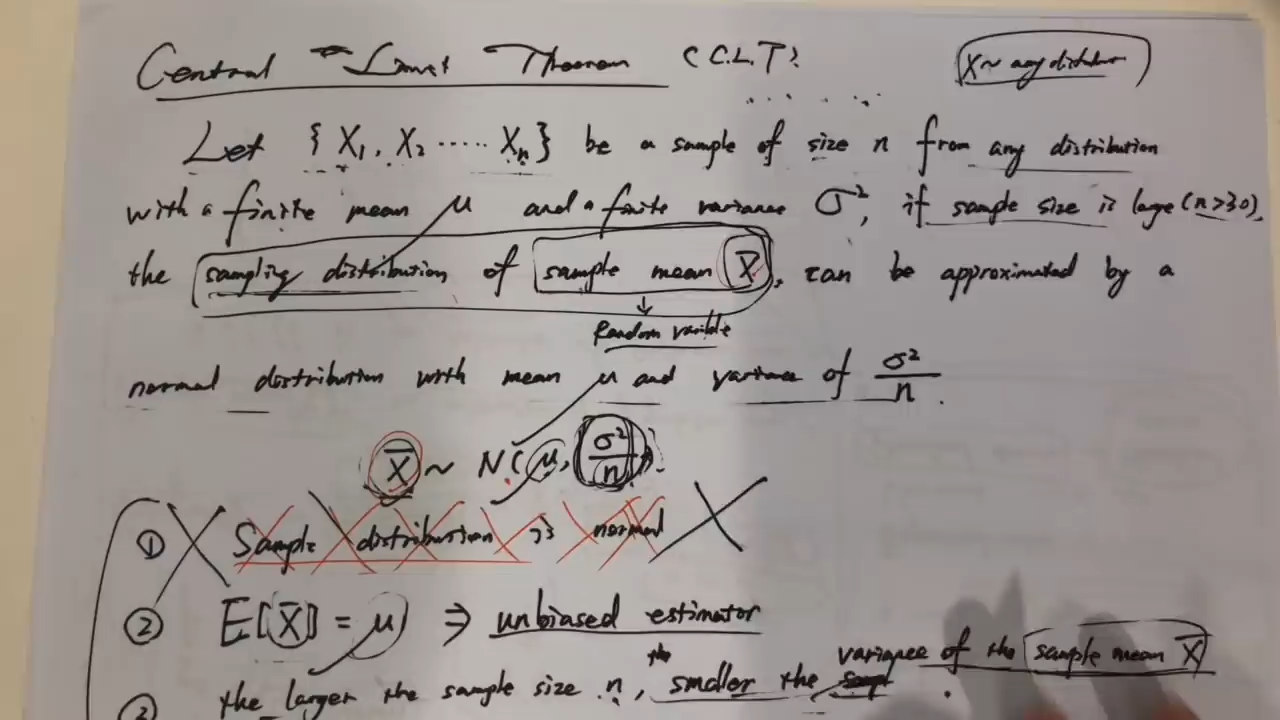 Central Limit Theorem (C.L.T)
X ~ any distribution
Let {X₁, X₂ ..... Xₙ} be a sample of size n from any distribution
with a finite mean μ and a finite variance σ², if sample size is large (n>30),
the sampling distribution of sample mean X̄, can be approximated by a
Random variable
normal distribution with mean μ and variance of σ²/n.
X̄ ~ N(μ, σ²/n)
① Sample distribution is normal
② E[X̄] = μ ⇒ unbiased estimator
the larger the sample size n, the smaller the variance of the sample mean X̄.